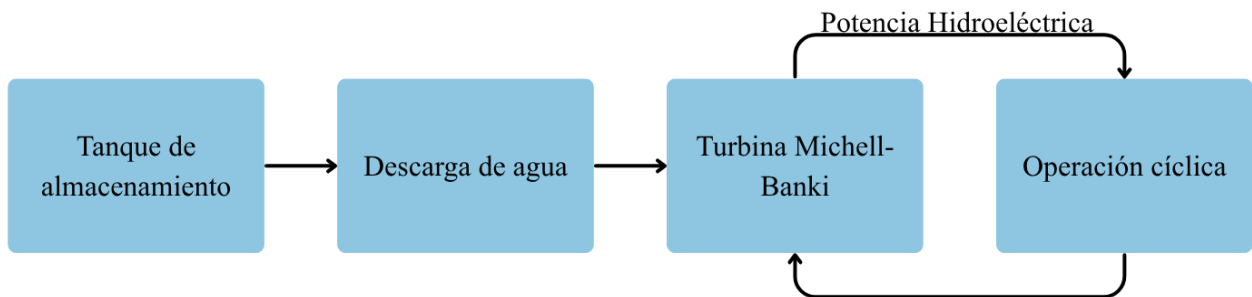 Potencia Hidroeléctrica
Tanque de
almacenamiento
Descarga de agua
Turbina Michell-
Banki
Operación cíclica